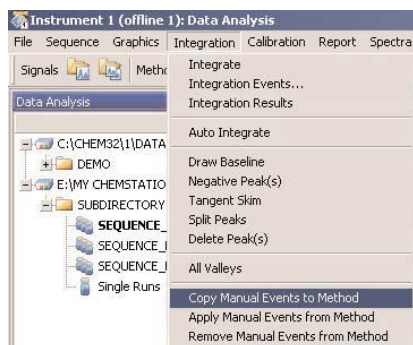 Instrument 1 (offline 1): Data Analysis
File Sequence Graphics Integration Calibration Report Spectra
Signals
Data Analysis
C:\CHEM32\1\DATA
DEMO
E:\MY CHEMSTATIO
SUBDIRECTORY
SEQUENCE_
SEQUENCE_
SEQUENCE_
Single Runs
Integrate
Integration Events...
Integration Results
Auto Integrate
Draw Baseline
Negative Peak(s)
Tangent Skim
Split Peaks
Delete Peak(s)
All Valleys
Copy Manual Events to Method
Apply Manual Events from Method
Remove Manual Events from Method